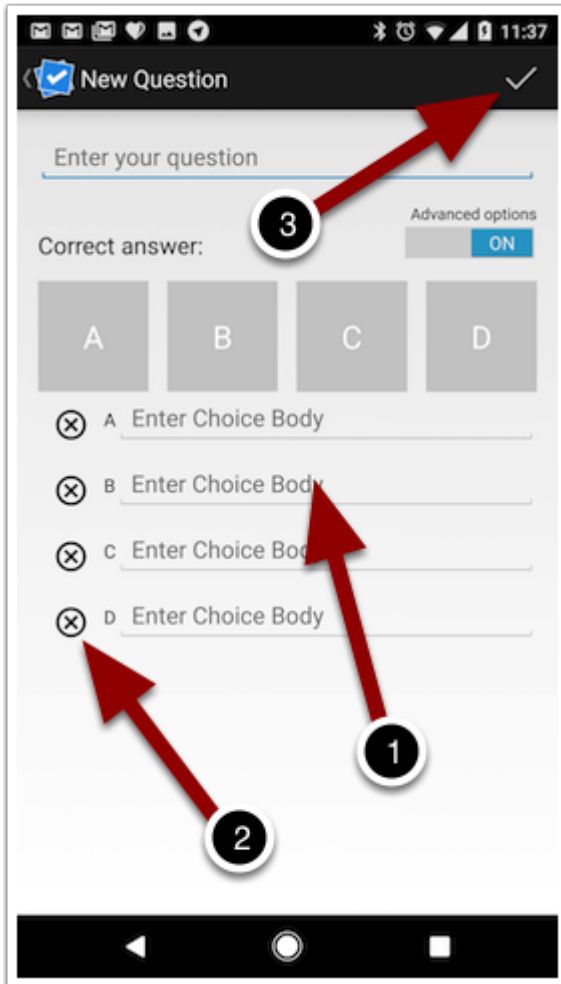 11:37
New Question
Enter your question
3
Advanced options
Correct answer:
ON
A B C D
A Enter Choice Body
B Enter Choice Body
C Enter Choice Body
D Enter Choice Body
1
2